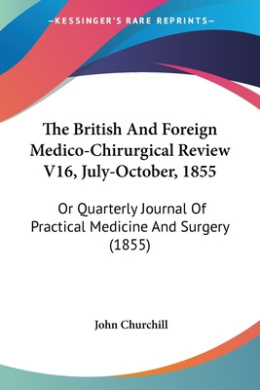 KESSINGER'S RARE REPRINTS
The British And Foreign
Medico-Chirurgical Review
V16, July-October, 1855
Or Quarterly Journal Of
Practical Medicine And Surgery
(1855)
John Churchill